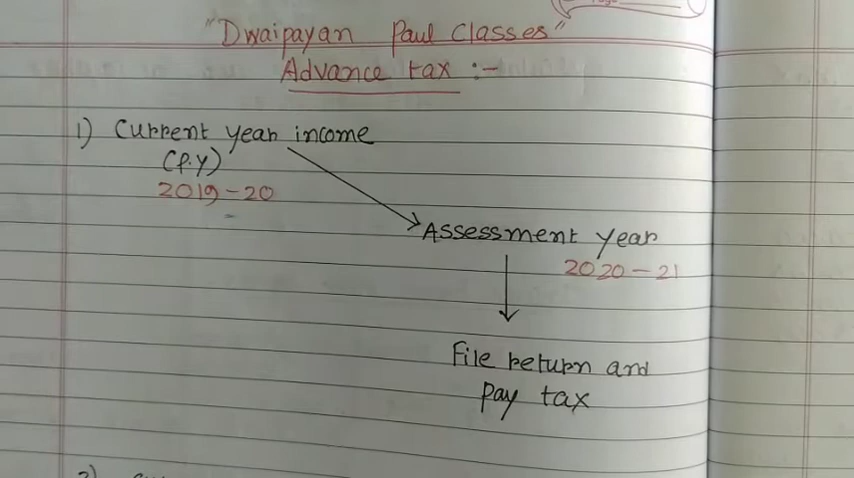 "Dwaipayan Paul Classes"
Advance tax :-
1) Current year income
(P.Y)
2019-20
Assessment year
2020-21
File return and
pay tax
2)